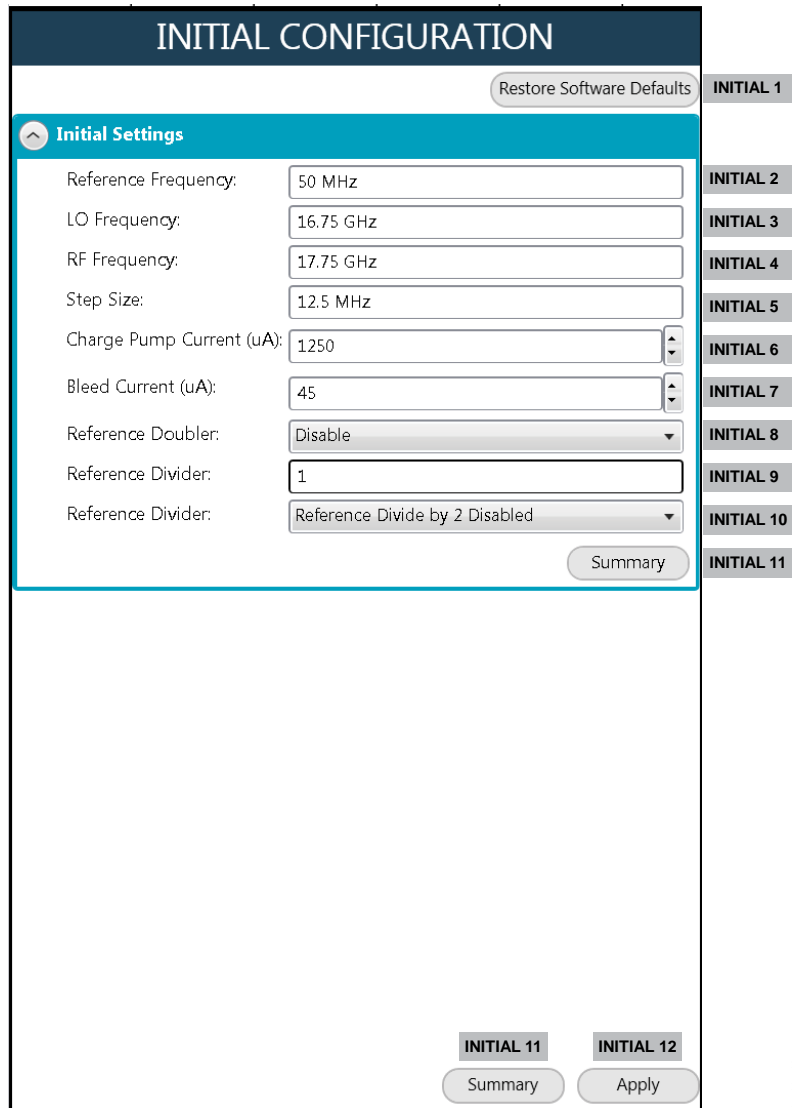 INITIAL CONFIGURATION
Restore Software Defaults INITIAL 1
Initial Settings
Reference Frequency: 50 MHz INITIAL 2
LO Frequency: 16.75 GHz INITIAL 3
RF Frequency: 17.75 GHz INITIAL 4
Step Size: 12.5 MHz INITIAL 5
Charge Pump Current (uA): 1250 INITIAL 6
Bleed Current (uA): 45 INITIAL 7
Reference Doubler: Disable INITIAL 8
Reference Divider: 1 INITIAL 9
Reference Divider: Reference Divide by 2 Disabled INITIAL 10
Summary INITIAL 11
INITIAL 11 INITIAL 12
Summary Apply